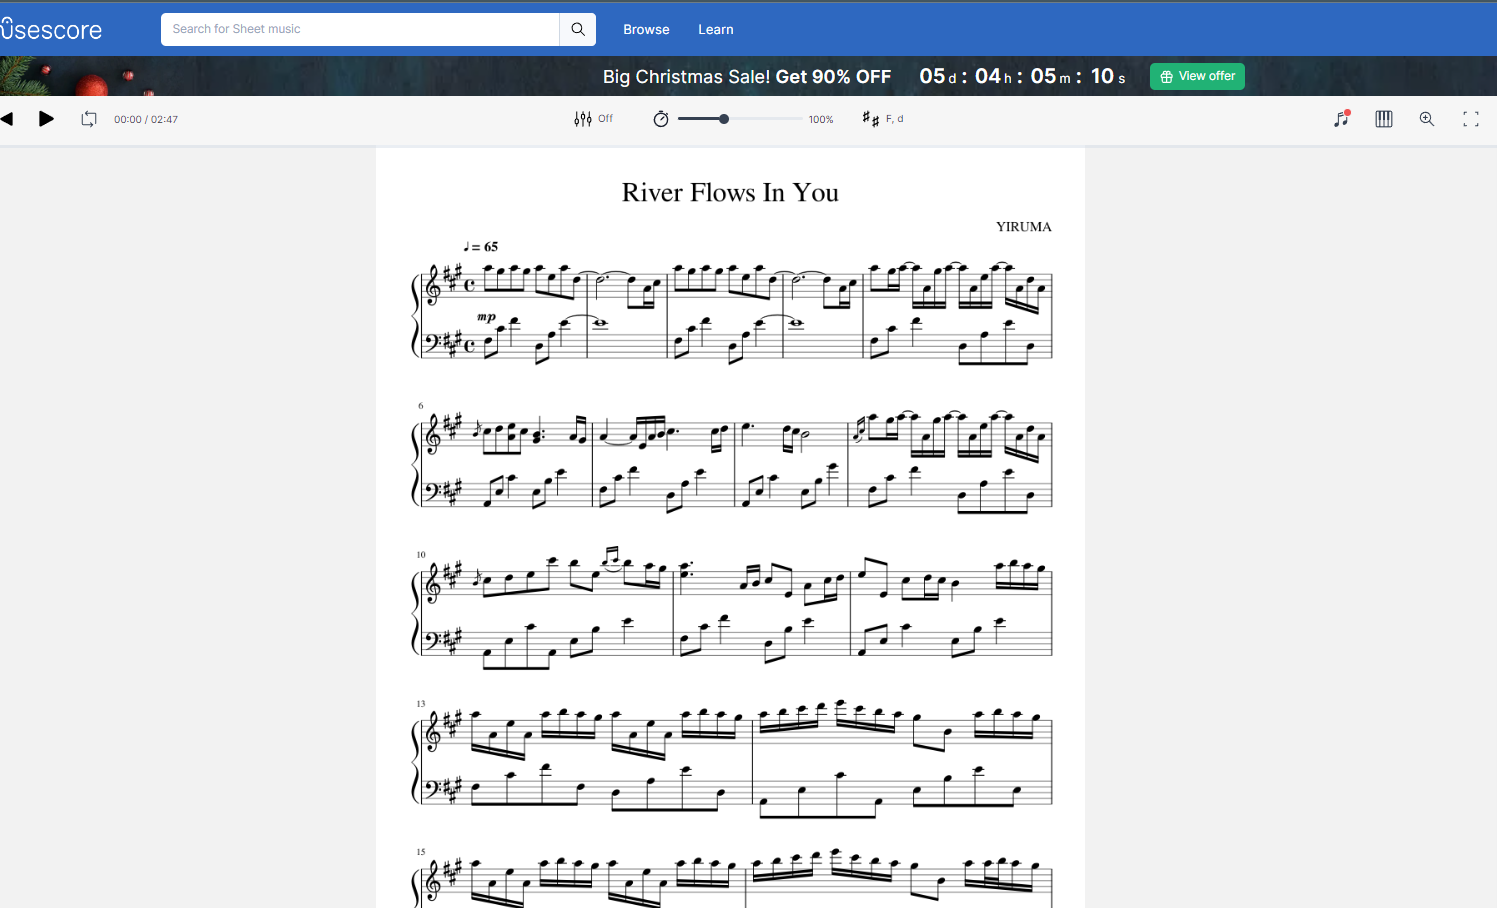 ûsescore
Search for Sheet music
Browse
Learn
Big Christmas Sale! Get 90% OFF 05 d : 04 h : 05 m : 10 s View offer
00:00 / 02:47
Off
100%
F, d
River Flows In You
YIRUMA
♩ = 65
mp
6
10
13
15